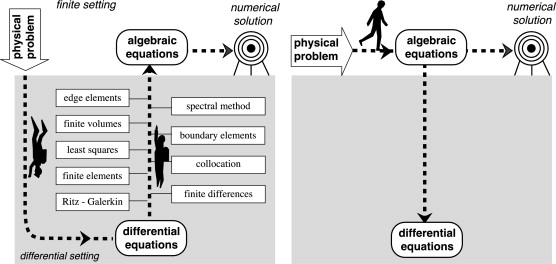 finite setting
physical
problem
algebraic
equations
numerical
solution
edge elements
finite volumes
least squares
finite elements
Ritz - Galerkin
spectral method
boundary elements
collocation
finite differences
differential
equations
differential setting
physical
problem
algebraic
equations
numerical
solution
differential
equations